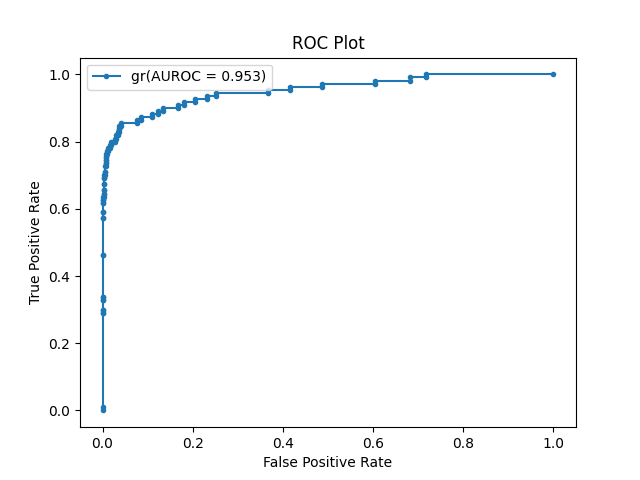 ROC Plot
gr(AUROC = 0.953)
1.0
0.8
0.6
0.4
0.2
0.0
True Positive Rate
0.0 0.2 0.4 0.6 0.8 1.0
False Positive Rate